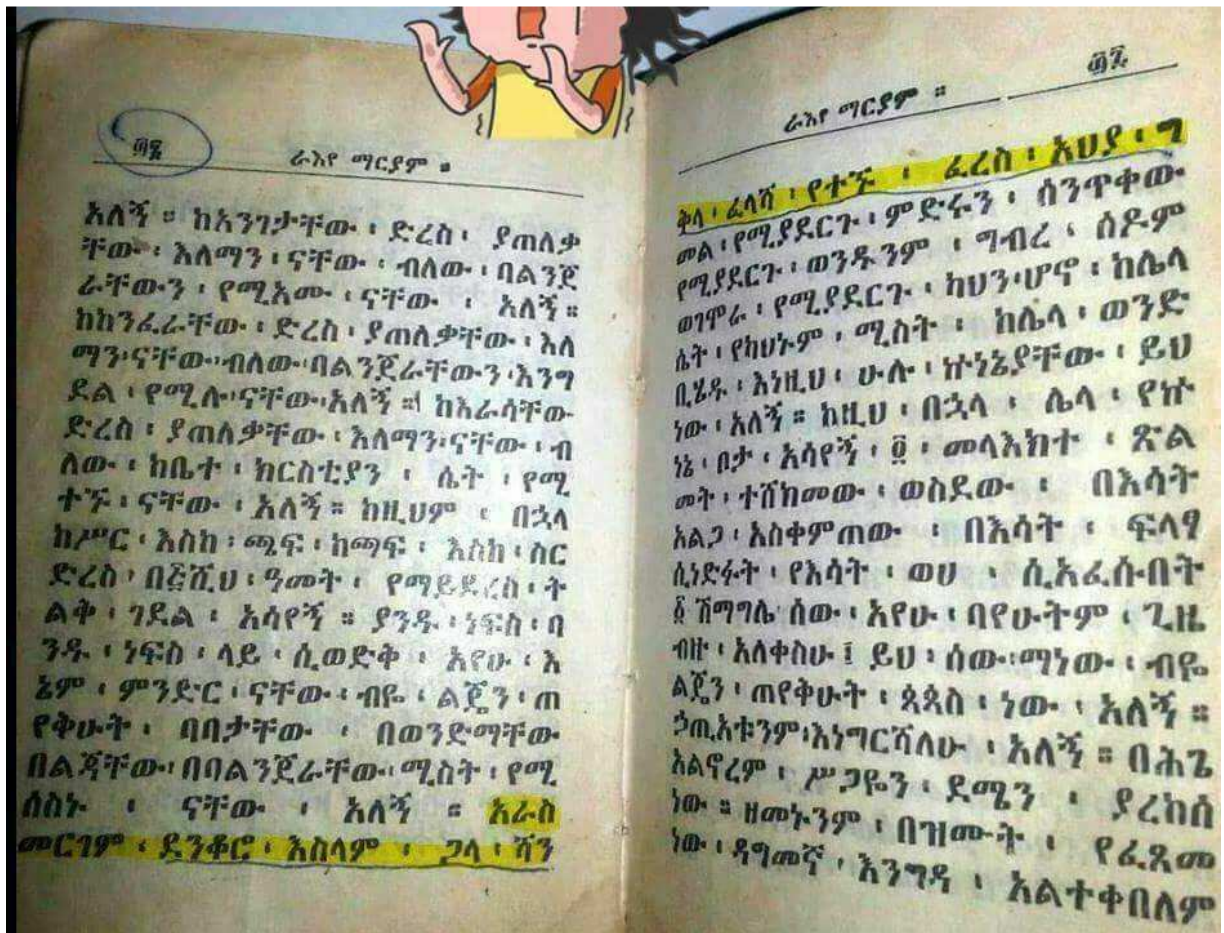 ፴፮
ራእየ ማርያም ።
አለኝ ። ከአንገታቸው ፡ ድረስ ፡ ያጠለቃ
ቸው ፡ እለማን ፡ ናቸው ፡ ብለው ፡ በልንጀ
ራቸውን ፡ የሚአሙ ፡ ናቸው ፡ አለኝ ።
ከከንፈራቸው ፡ ድረስ ፡ ያጠለቃቸው ፡ እለ
ማን፡ናቸው፡ብለው፡በልንጀራቸውን፡እንግ
ደል ፡ የሚሉ፡ናቸው፡አለኝ ። ከእራሳቸው
ድረስ ፡ ያጠለቃቸው ፡ እለማን፡ናቸው ፡ ብ
ለው ፡ ከቤተ ፡ ክርስቲያን ፡ ሴት ፡ የሚ
ተኙ ፡ ናቸው ፡ አለኝ ። ከዚህም ፡ በኋላ
ከሥር ፡ እስከ ፡ ጫፍ ፡ ከጫፍ ፡ እስከ ፡ ስር
ድረስ ፡ በ፳ሺህ ፡ ዓመት ፡ የማይደረስ ፡ ት
ልቅ ፡ ገደል ፡ አሳየኝ ። ያንዱ ፡ ነፍስ ፡ ባ
ንዱ ፡ ነፍስ ፡ ላይ ፡ ሲወድቅ ፡ አየሁ ፡ እ
ኔም ፡ ምንድር ፡ ናቸው ፡ ብዬ ፡ ልጄን ፡ ጠ
የቅሁት ፡ ባባታቸው ፡ በወንድማቸው
በልጃቸው፡በባልንጀራቸው፡ሚስት ፡ የሚ
ሰስኑ ፡ ናቸው ፡ አለኝ ። አራስ
መርገም ፡ ደንቆሮ ፡ እስላም ፡ ጋላ ፡ ሻን
፴፯
ራእየ ማርያም ።
ቅላ ፡ ፈላሻ ፡ የተኙ ፡ ፈረስ ፡ አህያ ፡ ግ
መል ፡ የሚያደርጉ ፡ ምድሩን ፡ ሰንጥቀው
የሚያደርጉ ፡ ወንዱንም ፡ ግብረ ፡ ሰዶም
ወገሞራ ፡ የሚያደርጉ ፡ ካህን፡ሆኖ ፡ ከሌላ
ሴት ፡ የካህኑም ፡ ሚስት ፡ ከሌላ ፡ ወንድ
ቢሄዱ ፡ እነዚህ ፡ ሁሉ ፡ ኵነኔያቸው ፡ ይህ
ነው ፡ አለኝ ። ከዚህ ፡ በኋላ ፡ ሌላ ፡ የኵ
ነኔ ፡ ቦታ ፡ አሳየኝ ፡ ፬ ፡ መላእክተ ፡ ጽል
መት ፡ ተሸከመው ፡ ወስደው ፡ በእሳት
አልጋ ፡ አስቀምጠው ፡ በእሳት ፡ ፍላፃ
ሲነድፉት ፡ የእሳት ፡ ወሀ ፡ ሲአፈሱበት
፩ ሽማግሌ ሰው ፡ አየሁ ፡ ባየሁትም ፡ ጊዜ
ብዙ ፡ አለቀስሁ ፤ ይህ ፡ ሰው፡ማነው ፡ ብዬ
ልጄን ፡ ጠየቅሁት ፡ ጳጳስ ፡ ነው ፡ አለኝ ።
ኃጢአቱንም፡እነግርሻለሁ ፡ አለኝ ። በሕጌ
አልኖረም ፡ ሥጋዬን ፡ ደሜን ፡ ያረከሰ
ነው ። ዘመኑንም ፡ በዝሙት ፡ የፈጸመ
ነው ፡ ዳግመኛ ፡ እንግዳ ፡ አልተቀበለም